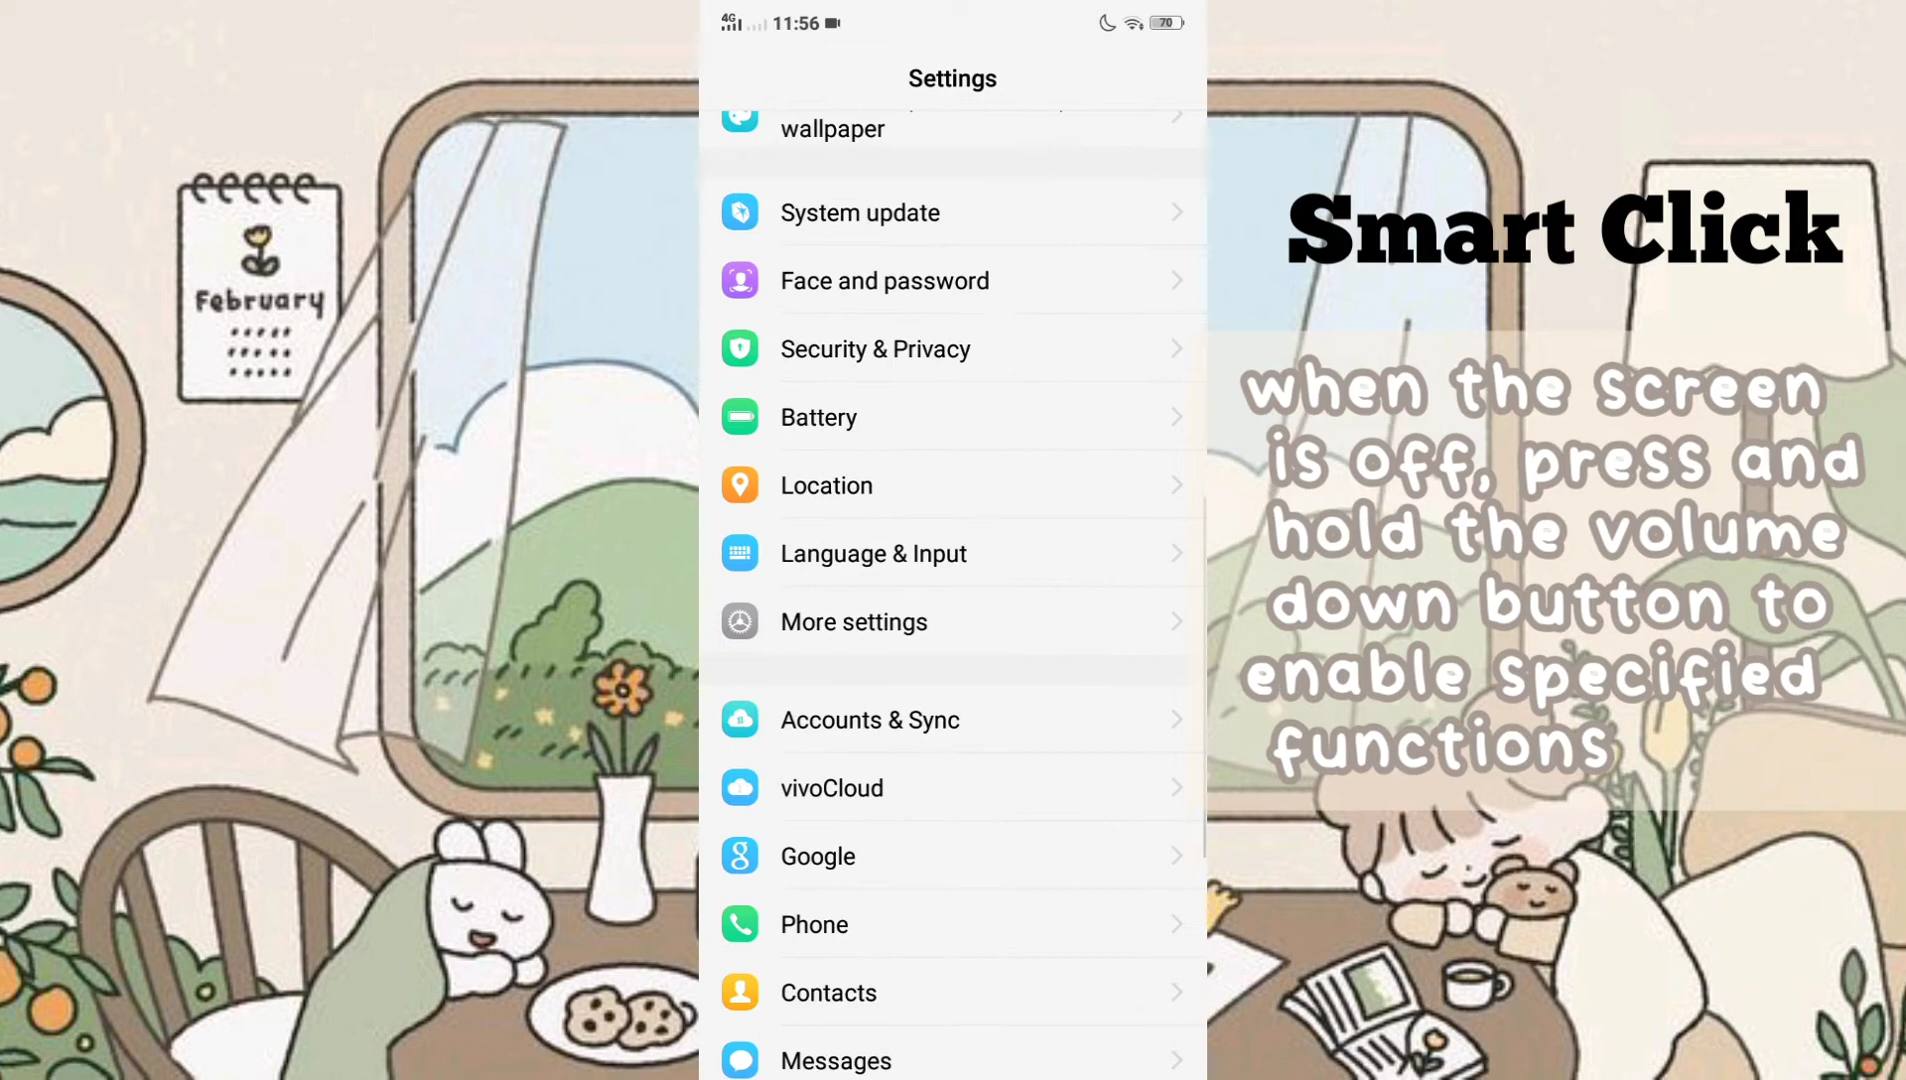 4G 11:56 70
Settings
wallpaper
System update
Face and password
Security & Privacy
Battery
Location
Language & Input
More settings
Accounts & Sync
vivoCloud
Google
Phone
Contacts
Messages
February
Smart Click
when the screen
is off, press and
hold the volume
down button to
enable specified
functions